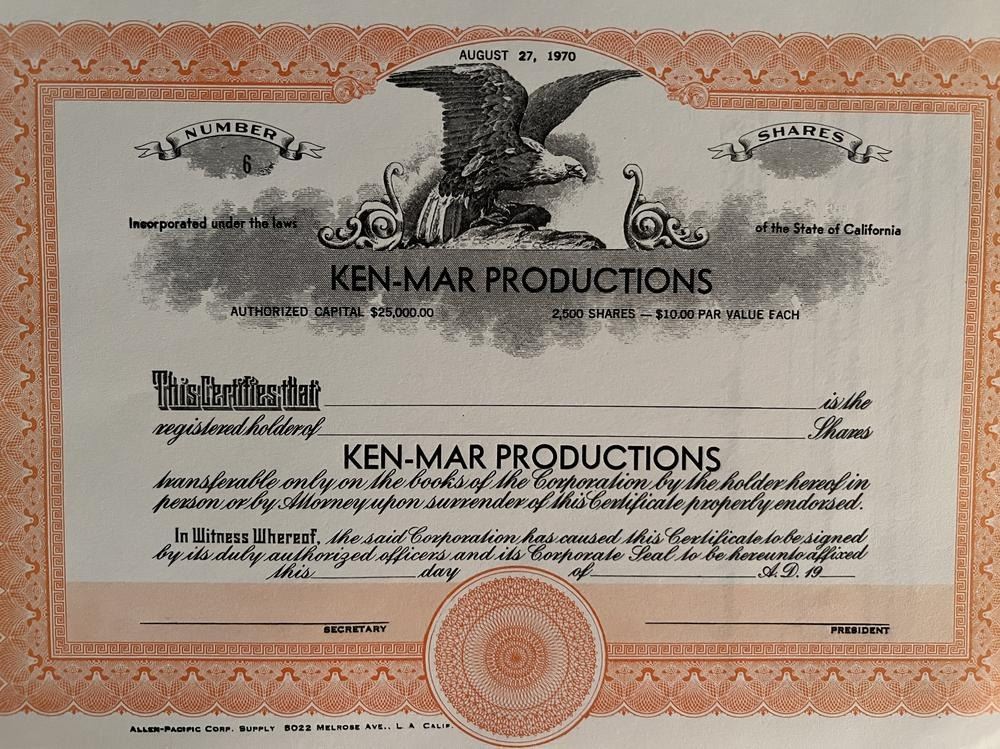 AUGUST 27, 1970
NUMBER
6
SHARES
Incorporated under the laws
of the State of California
KEN-MAR PRODUCTIONS
AUTHORIZED CAPITAL $25,000.00
2,500 SHARES — $10.00 PAR VALUE EACH
This Certifies that is the
registered holder of Shares
KEN-MAR PRODUCTIONS
transferable only on the books of the Corporation by the holder hereof in
person or by Attorney upon surrender of this Certificate properly endorsed.
In Witness Whereof, the said Corporation has caused this Certificate to be signed
by its duly authorized officers and its Corporate Seal to be hereunto affixed
this day of A.D. 19
SECRETARY
PRESIDENT
ALLEN-PACIFIC CORP. SUPPLY 8022 MELROSE AVE., L A CALIF.